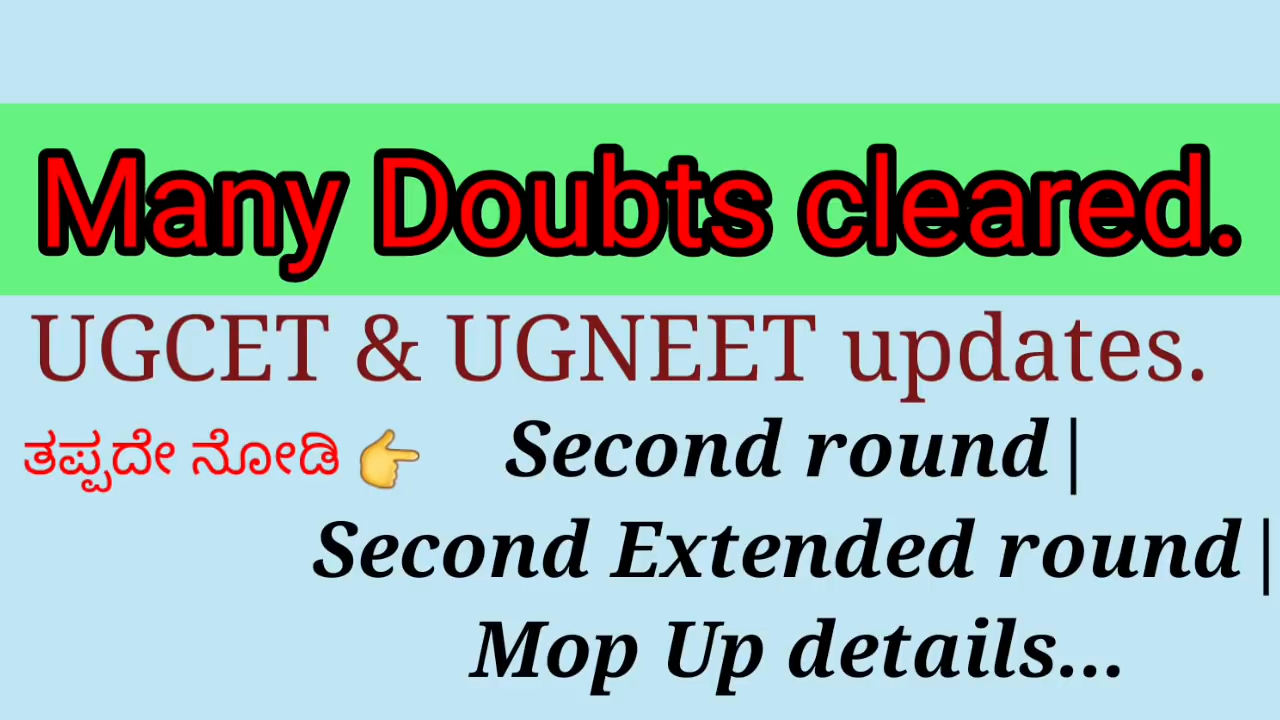 Many Doubts cleared.
UGCET & UGNEET updates.
ತಪ್ಪದೇ ನೋಡಿ 👉 Second round|
Second Extended round|
Mop Up details...